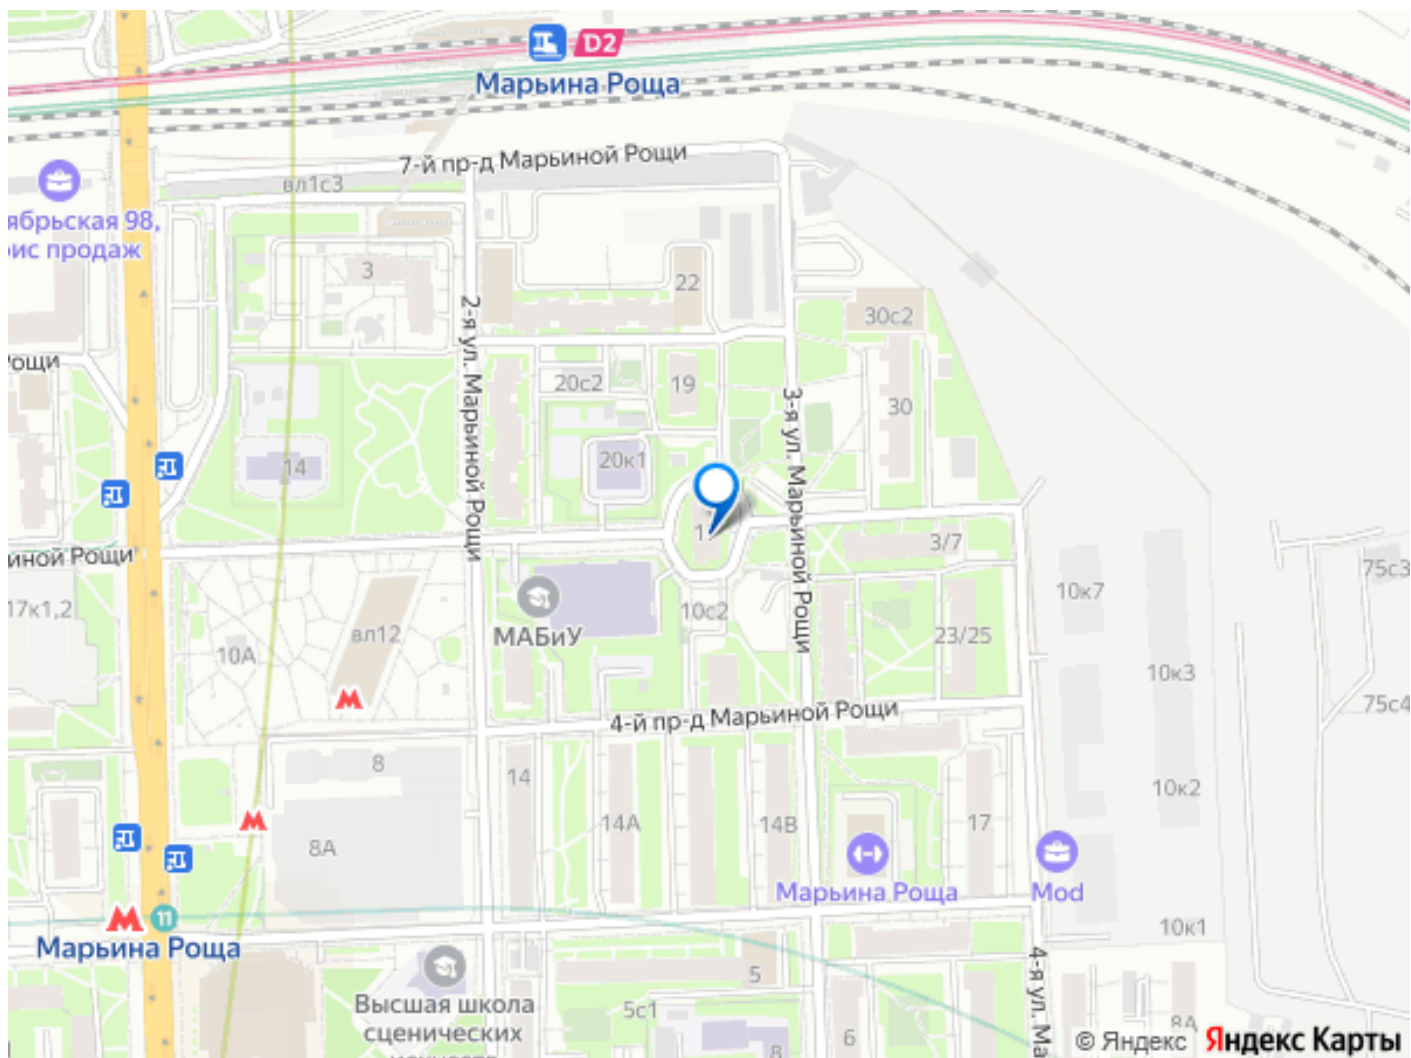 D2
Марьина Роща
7-й пр-д Марьиной Рощи
вл1с3
ябрьская 98,
ис продаж
3
22
2-я ул. Марьиной Рощи
30с2
Рощи
20с2
19
3-я ул. Марьиной Рощи
30
20к1
14
иной Рощи
3/7
75с3
17к1,2
МАБиУ
10с2
10к7
вл12
10А
23/25
10к3
75с4
4-й пр-д Марьиной Рощи
8
14
17
10к2
14А
14В
8А
Марьина Роща
Mod
11
Марьина Роща
10к1
Высшая школа
сценических
5
5с1
4-я ул. Ма
6
8
8А
© Яндекс Яндекс Карты